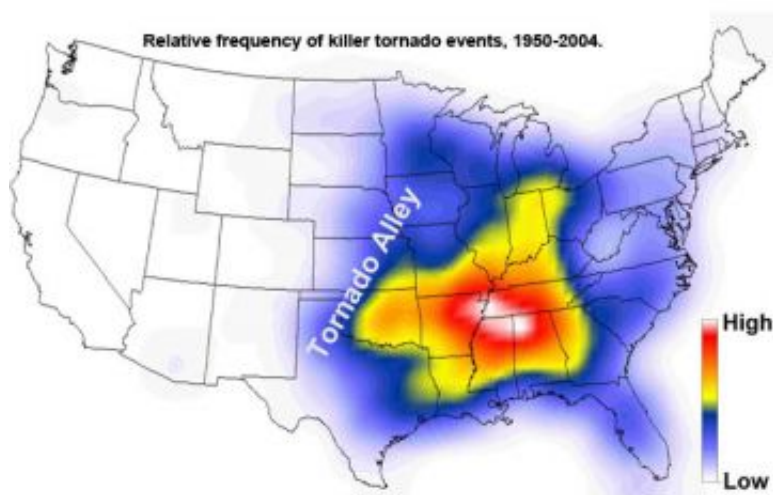 Relative frequency of killer tornado events, 1950-2004.
Tornado Alley
High
Low